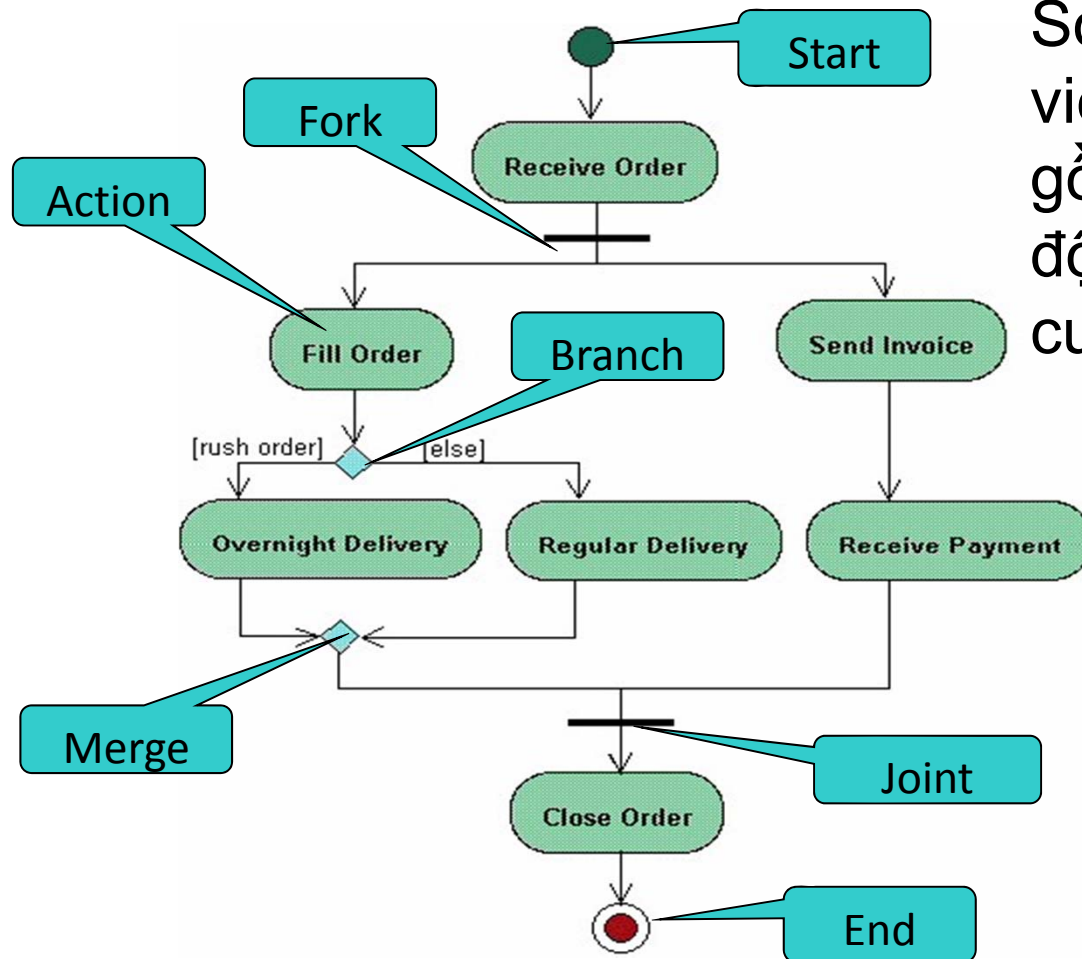 Start
Fork
Receive Order
Action
Fill Order
Branch
Send Invoice
[rush order]
[else]
Overnight Delivery
Regular Delivery
Receive Payment
Merge
Joint
Close Order
End